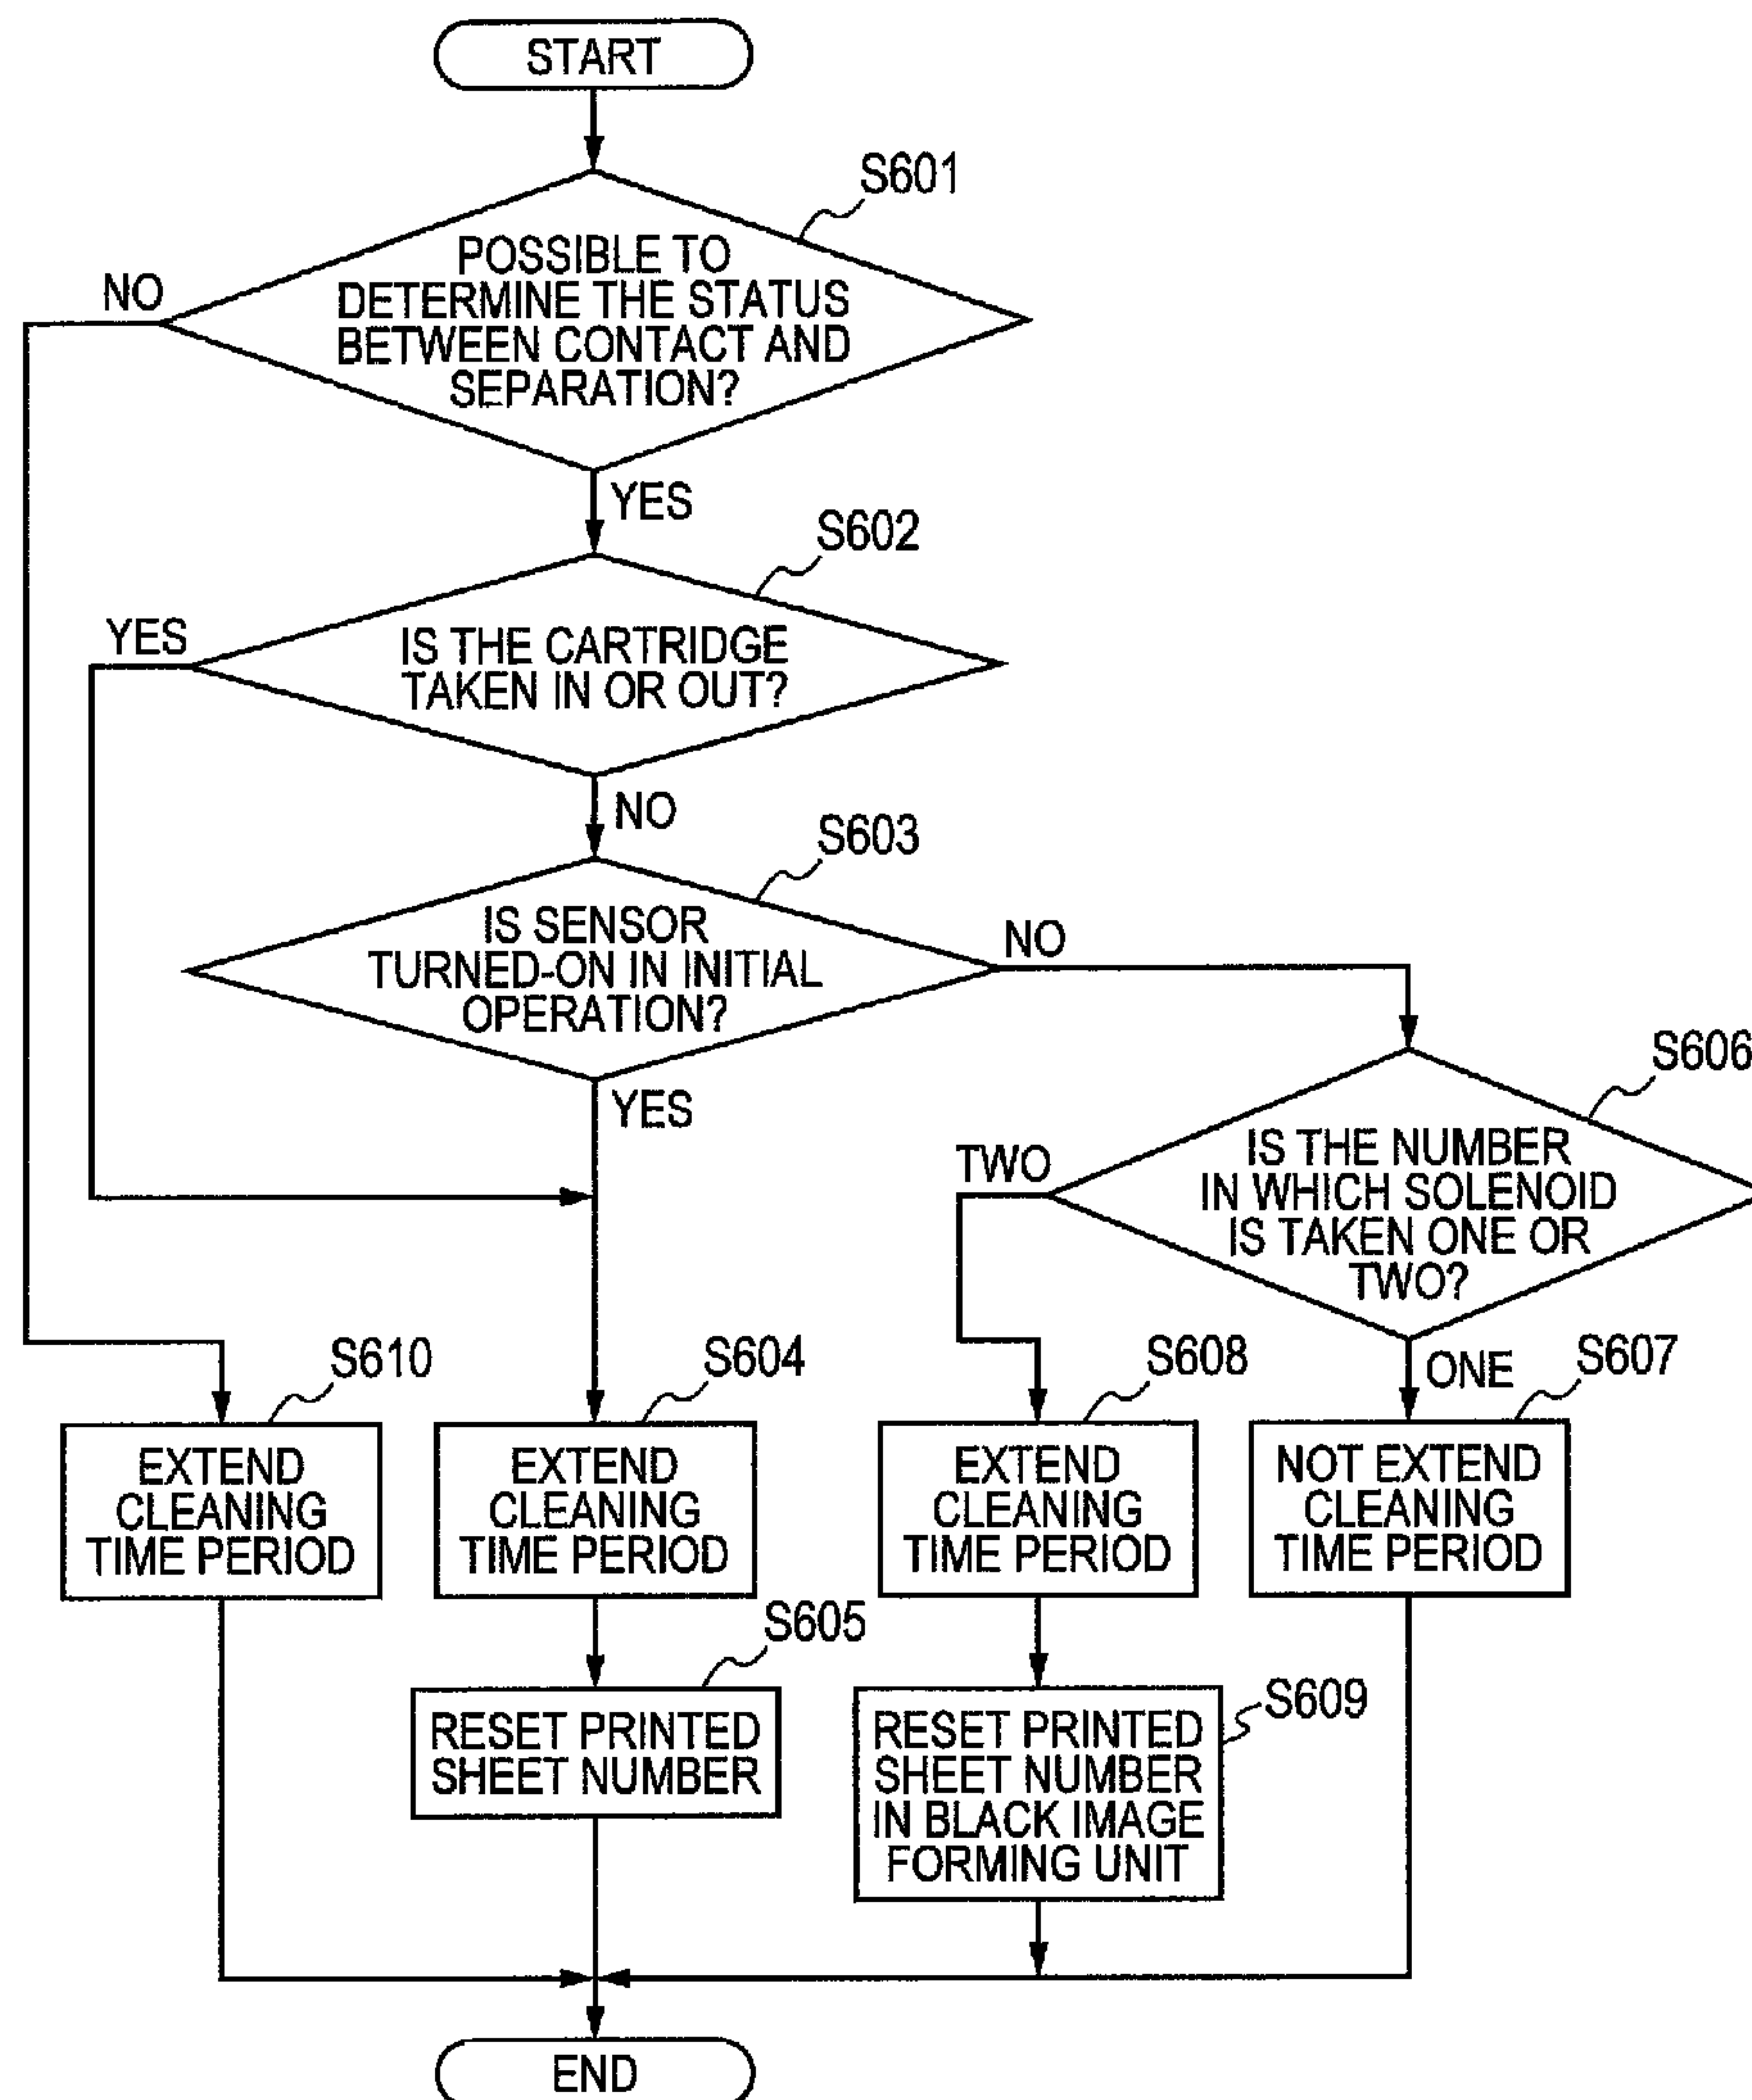 START
S601
POSSIBLE TO
DETERMINE THE STATUS
BETWEEN CONTACT AND
SEPARATION?
NO
YES
S602
IS THE CARTRIDGE
TAKEN IN OR OUT?
YES
NO
S603
IS SENSOR
TURNED-ON IN INITIAL
OPERATION?
NO
YES
S606
IS THE NUMBER
IN WHICH SOLENOID
IS TAKEN ONE OR
TWO?
TWO
ONE
S610
EXTEND
CLEANING
TIME PERIOD
S604
EXTEND
CLEANING
TIME PERIOD
S608
EXTEND
CLEANING
TIME PERIOD
S607
NOT EXTEND
CLEANING
TIME PERIOD
S605
RESET PRINTED
SHEET NUMBER
S609
RESET PRINTED
SHEET NUMBER
IN BLACK IMAGE
FORMING UNIT
END